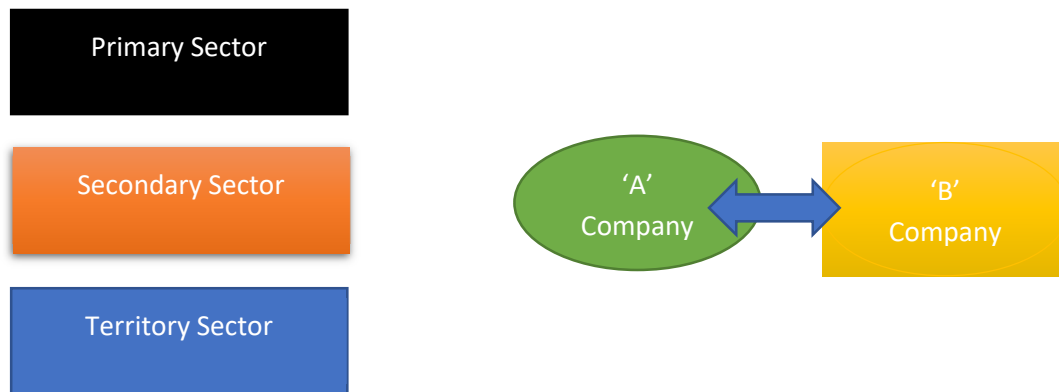 Primary Sector
Secondary Sector
Territory Sector
‘A’
Company
‘B’
Company